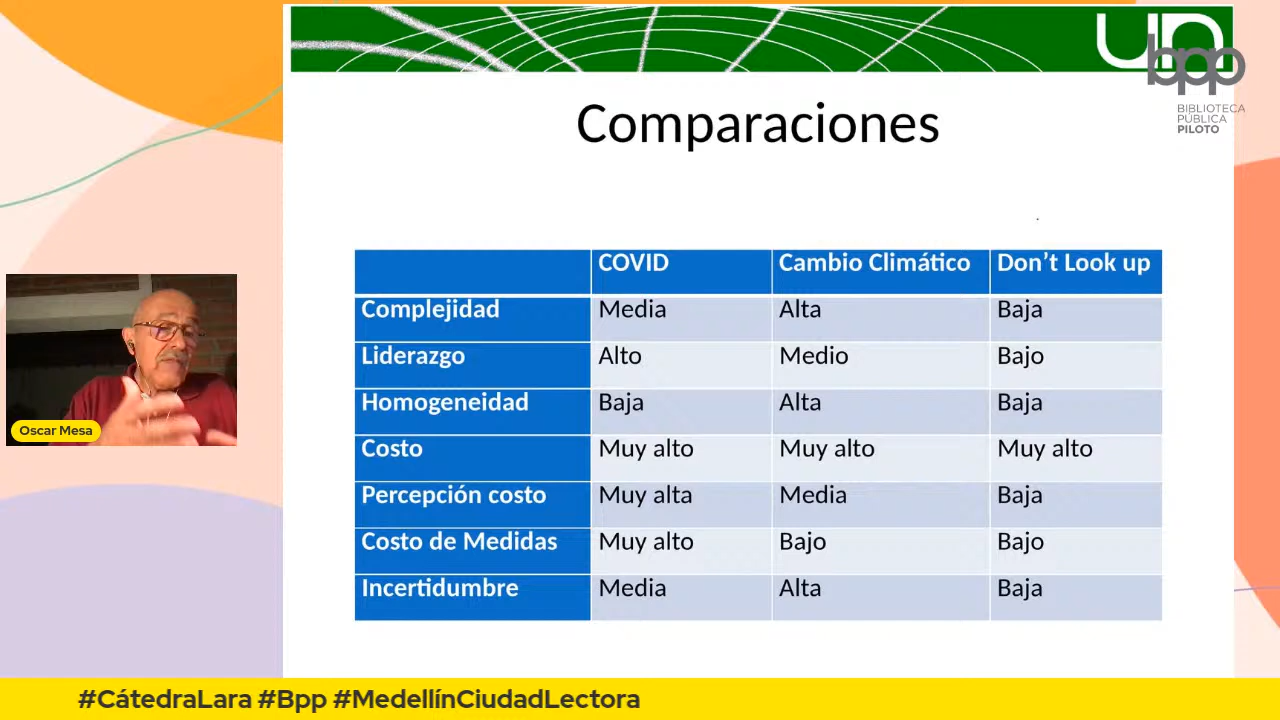 un
bpp
BIBLIOTECA
PÚBLICA
PILOTO
Comparaciones
COVID Cambio Climático Don't Look up
Complejidad Media Alta Baja
Liderazgo Alto Medio Bajo
Homogeneidad Baja Alta Baja
Costo Muy alto Muy alto Muy alto
Percepción costo Muy alta Media Baja
Costo de Medidas Muy alto Bajo Bajo
Incertidumbre Media Alta Baja
Oscar Mesa
#CátedraLara #Bpp #MedellínCiudadLectora